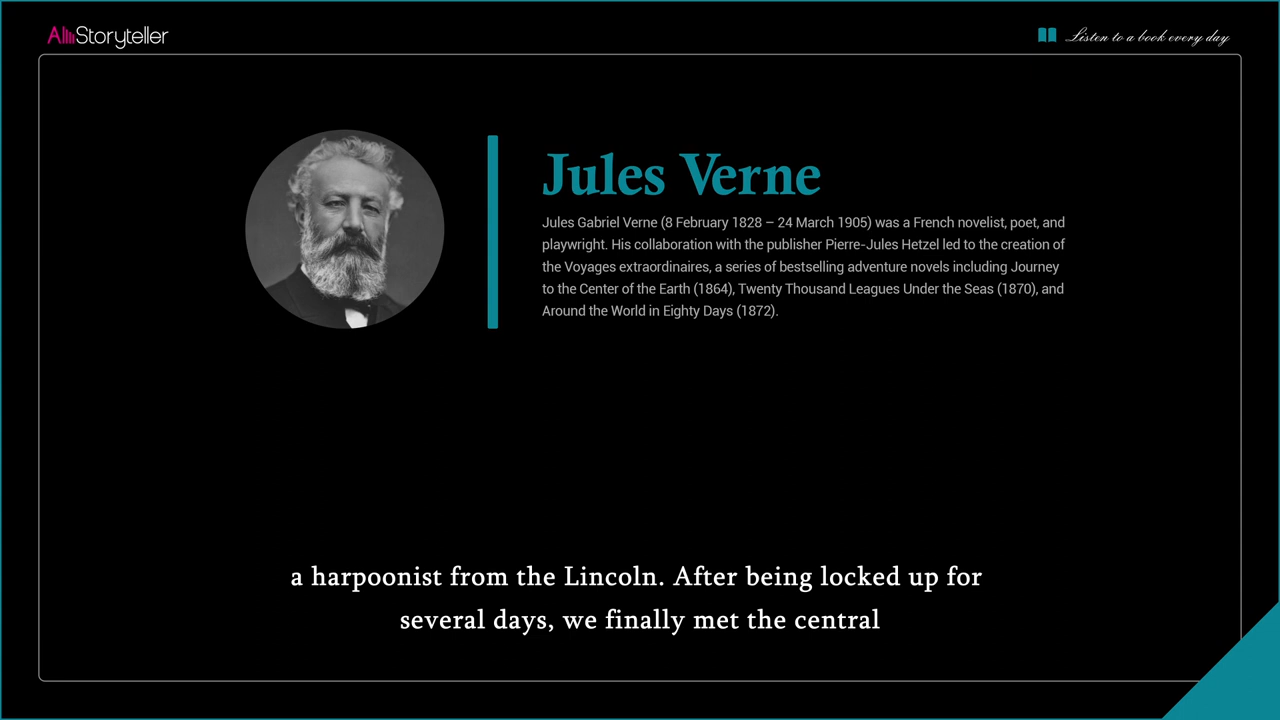 AllStoryteller
Listen to a book every day
Jules Verne
Jules Gabriel Verne (8 February 1828 – 24 March 1905) was a French novelist, poet, and
playwright. His collaboration with the publisher Pierre-Jules Hetzel led to the creation of
the Voyages extraordinaires, a series of bestselling adventure novels including Journey
to the Center of the Earth (1864), Twenty Thousand Leagues Under the Seas (1870), and
Around the World in Eighty Days (1872).
a harpoonist from the Lincoln. After being locked up for
several days, we finally met the central